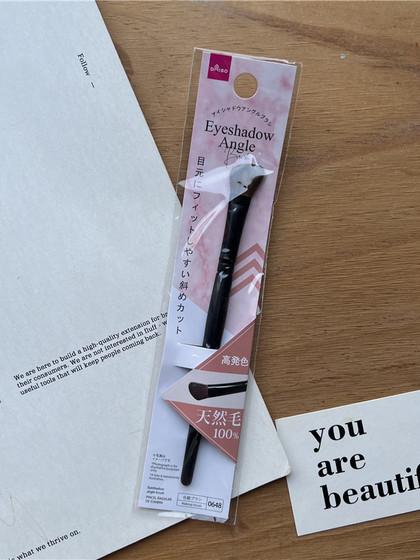 Follow —
We are here to build a high-quality extension for br
their consumers. We are not interested in fluff - w
useful tools that will keep people coming back.
is what we thrive on.
DAISO
アイシャドウアングルブラシ
Eyeshadow
Angle
目元にフィットしやすい斜めカット
高発色
天然毛
100%
0648
you
are
beautif